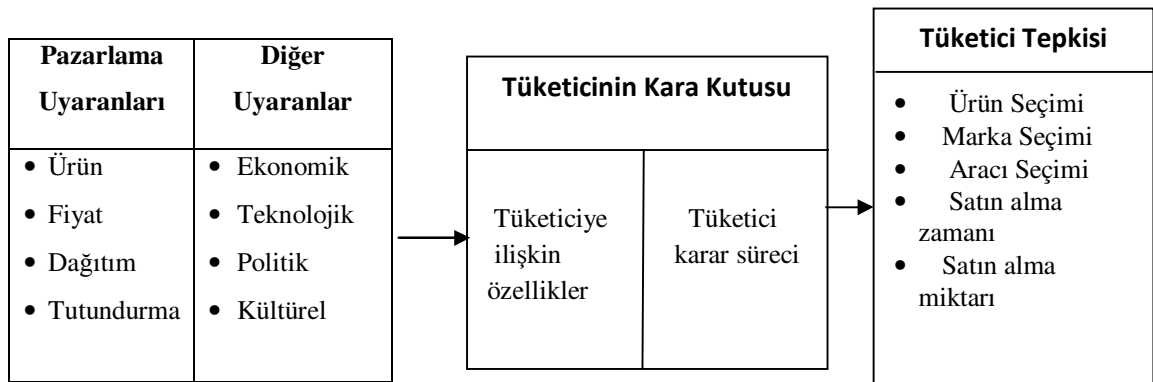 Pazarlama
Uyaranları
Diğer
Uyaranlar
• Ürün
• Fiyat
• Dağıtım
• Tutundurma
• Ekonomik
• Teknolojik
• Politik
• Kültürel
Tüketicinin Kara Kutusu
Tüketiciye
ilişkin
özellikler
Tüketici
karar süreci
Tüketici Tepkisi
• Ürün Seçimi
• Marka Seçimi
• Aracı Seçimi
• Satın alma
zamanı
• Satın alma
miktarı